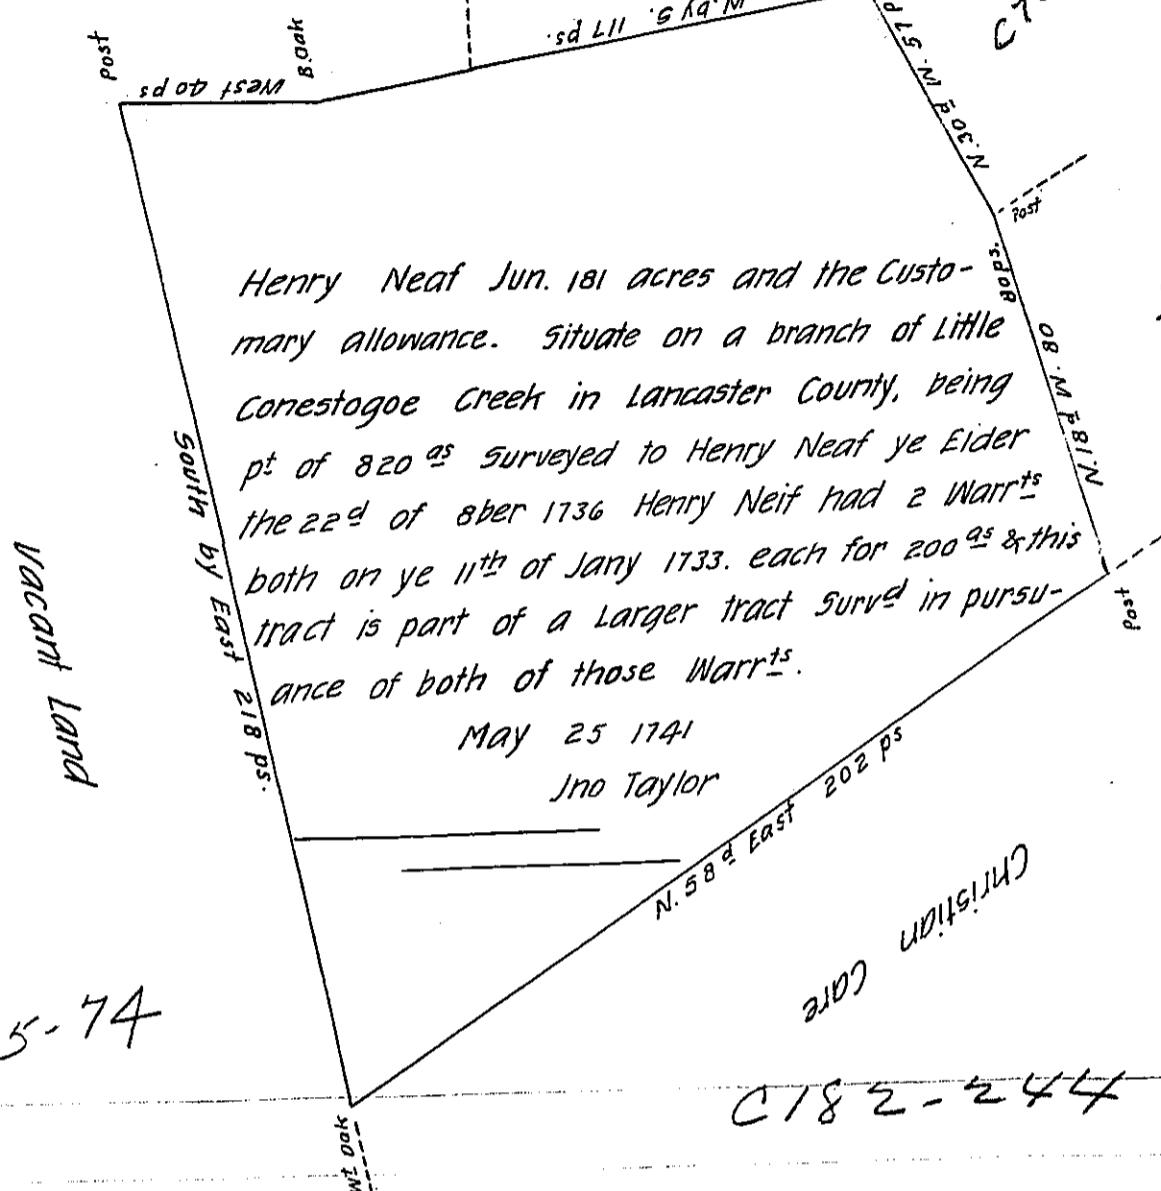 Post
B.Oak
West 40 ps
W. by S. 117 ps.
N. 30 d W. 57 p
Post
80 ps.
N. 18 d W. 80
Post
Henry Neaf Jun. 181 acres and the Custo-
mary allowance. Situate on a branch of Little
Conestogoe Creek in Lancaster County, being
pt of 820 as Surveyed to Henry Neaf ye Elder
the 22d of 8ber 1736 Henry Neif had 2 Warrts
both on ye 11th of Jany 1733. each for 200 as & this
tract is part of a Larger tract Survd in pursu-
ance of both of those Warrts.
May 25 1741
Jno Taylor
South by East 218 ps.
Vacant Land
N. 58 d East 202 ps
Christian
Care
5-74
C182-244
Wt Oak